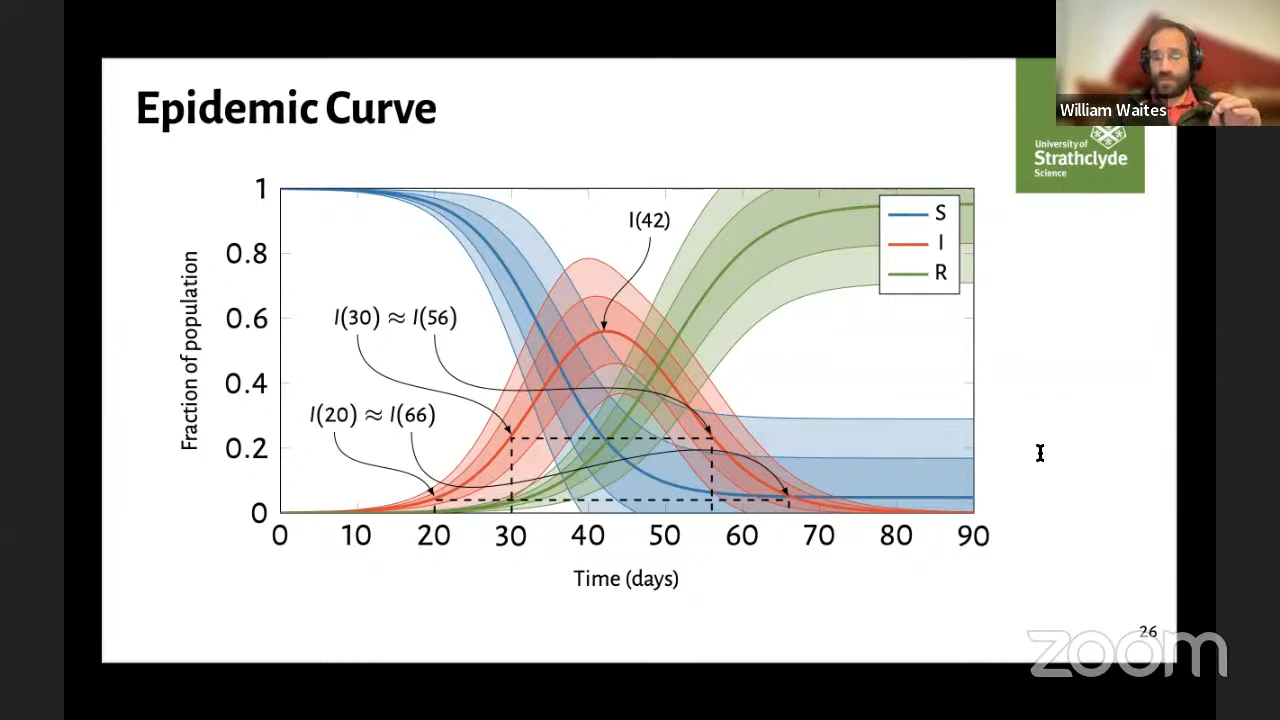 Epidemic Curve
William Waites
University of
Strathclyde
Science
1
0.8
0.6
0.4
0.2
0
Fraction of population
I(42)
I(30) ≈ I(56)
I(20) ≈ I(66)
S
I
R
0 10 20 30 40 50 60 70 80 90
Time (days)
26
zoom